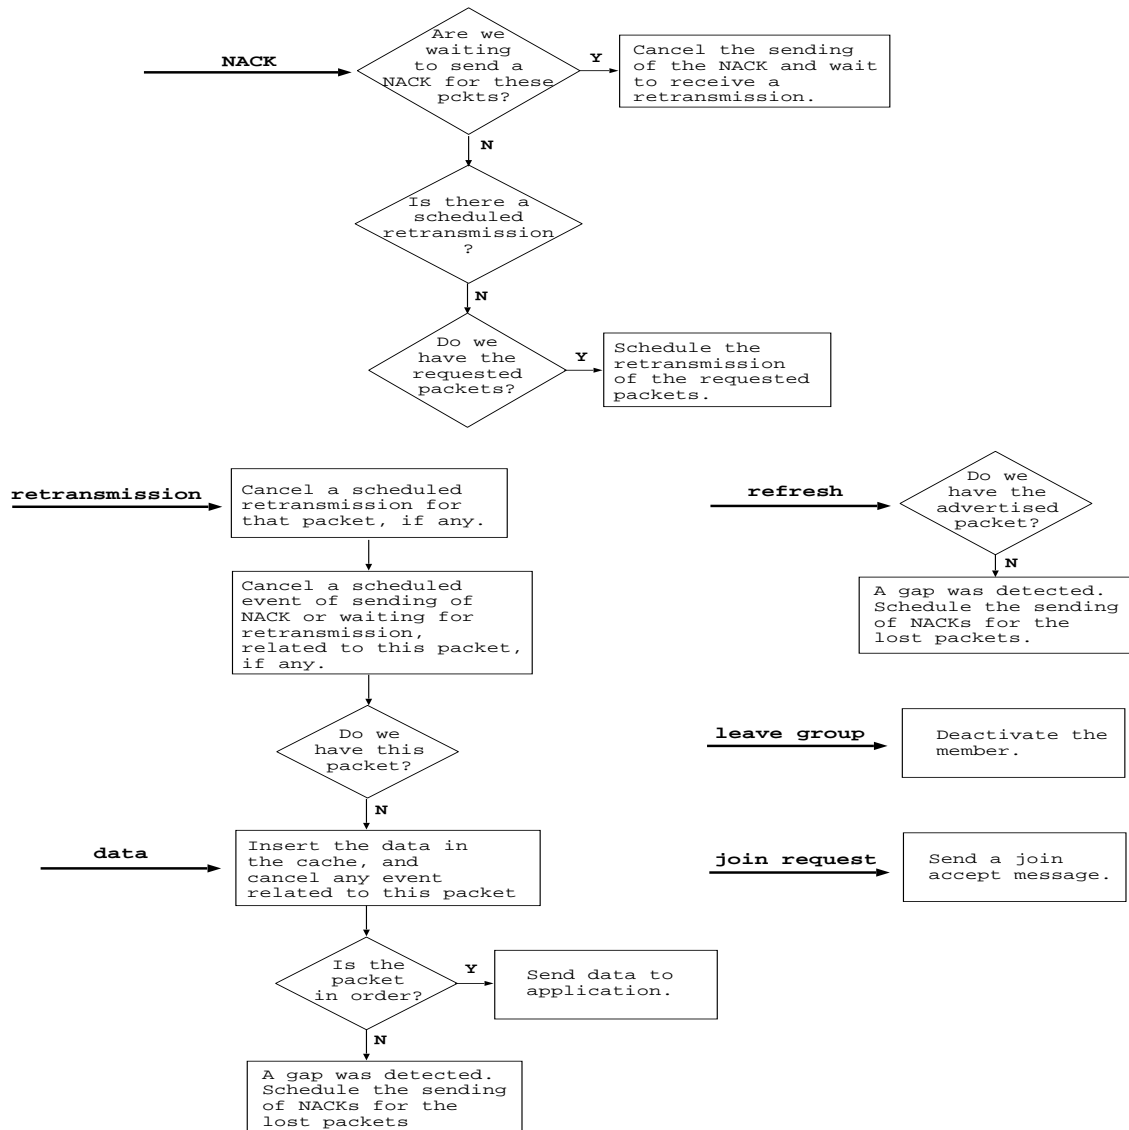 NACK
Are we
waiting
to send a
NACK for these
pckts?
Y
Cancel the sending
of the NACK and wait
to receive a
retransmission.
N
Is there a
scheduled
retransmission
?
N
Do we
have the
requested
packets?
Y
Schedule the
retransmission
of the requested
packets.
retransmission
Cancel a scheduled
retransmission for
that packet, if any.
Cancel a scheduled
event of sending of
NACK or waiting for
retransmission,
related to this packet,
if any.
Do we
have this
packet?
N
data
Insert the data in
the cache, and
cancel any event
related to this packet
Is the
packet
in order?
Y
Send data to
application.
N
A gap was detected.
Schedule the sending
of NACKs for the
lost packets
refresh
Do we
have the
advertised
packet?
N
A gap was detected.
Schedule the sending
of NACKs for the
lost packets.
leave group
Deactivate the
member.
join request
Send a join
accept message.